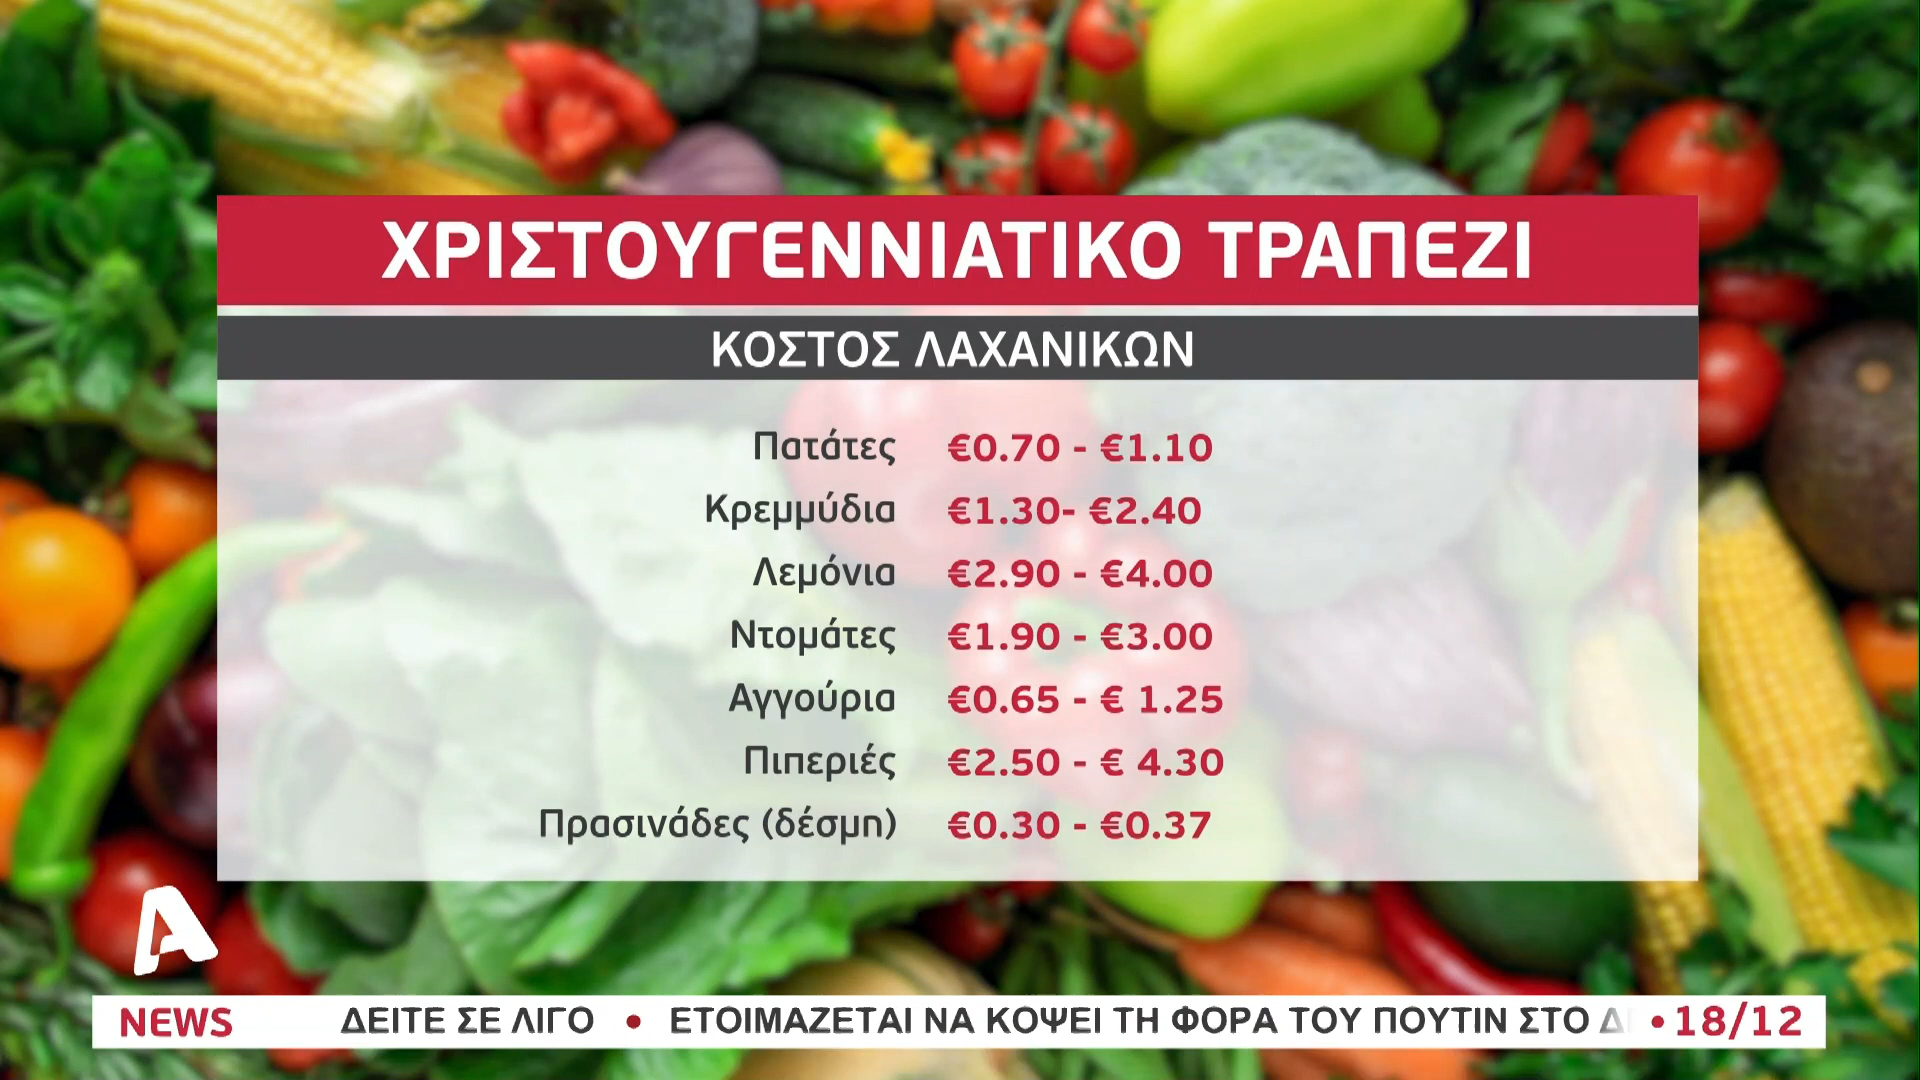 ΧΡΙΣΤΟΥΓΕΝΝΙΑΤΙΚΟ ΤΡΑΠΕΖΙ
ΚΟΣΤΟΣ ΛΑΧΑΝΙΚΩΝ
Πατάτες €0.70 - €1.10
Κρεμμύδια €1.30- €2.40
Λεμόνια €2.90 - €4.00
Ντομάτες €1.90 - €3.00
Αγγούρια €0.65 - € 1.25
Πιπεριές €2.50 - € 4.30
Πρασινάδες (δέσμη) €0.30 - €0.37
NEWS ΔΕΙΤΕ ΣΕ ΛΙΓΟ • ΕΤΟΙΜΑΖΕΤΑΙ ΝΑ ΚΟΨΕΙ ΤΗ ΦΟΡΑ ΤΟΥ ΠΟΥΤΙΝ ΣΤΟ • 18/12